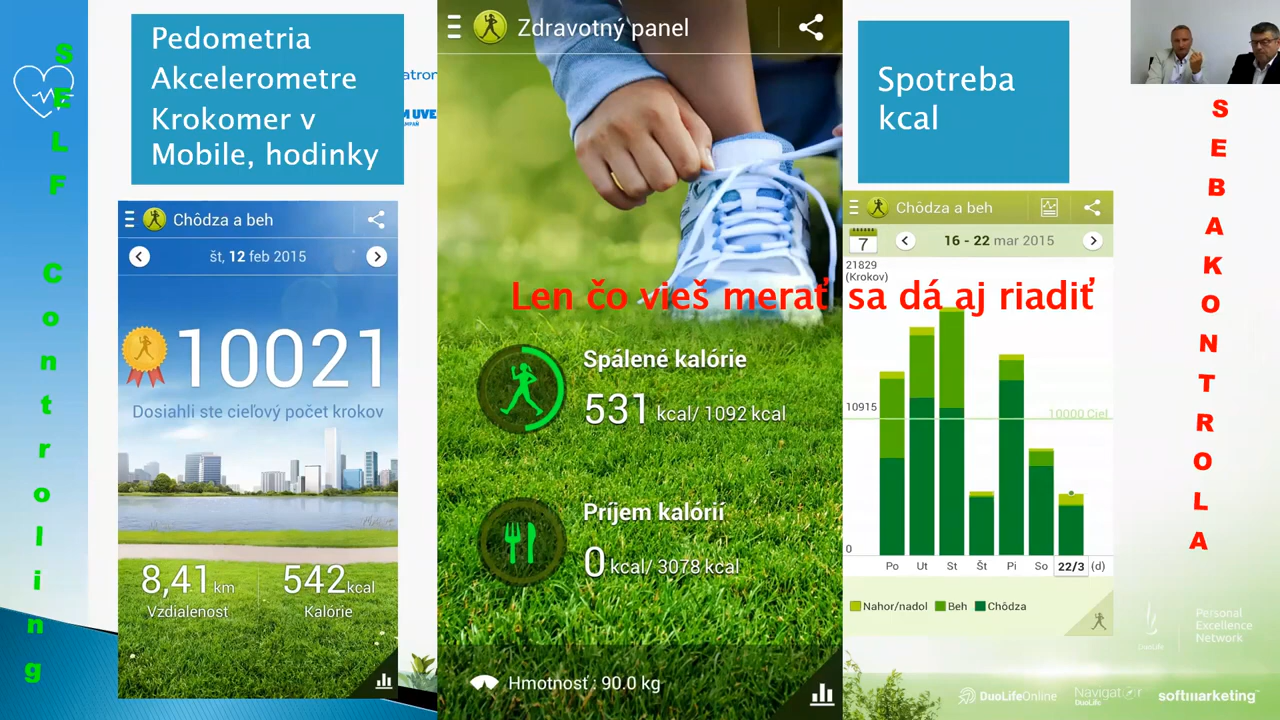 SELF Controling
Pedometria
Akcelerometre
Krokomer v
Mobile, hodinky
Chôdza a beh
št, 12 feb 2015
10021
Dosiahli ste cieľový počet krokov
8,41 km
Vzdialenosť
542 kcal
Kalórie
Zdravotný panel
Len čo vieš merať sa dá aj riadiť
Spálené kalórie
531 kcal/ 1092 kcal
Príjem kalórií
0 kcal/ 3078 kcal
Hmotnosť : 90.0 kg
Spotreba
kcal
Chôdza a beh
7
16 - 22 mar 2015
21829
(Krokov)
10915
10000 Cieľ
0
Po Ut St Št Pi So 22/3 (d)
Nahor/nadol Beh Chôdza
SEBAKONTROLA
DuoLife
Personal
Excellence
Network
DuoLifeOnline
Navigator
DuoLife
softmarketing